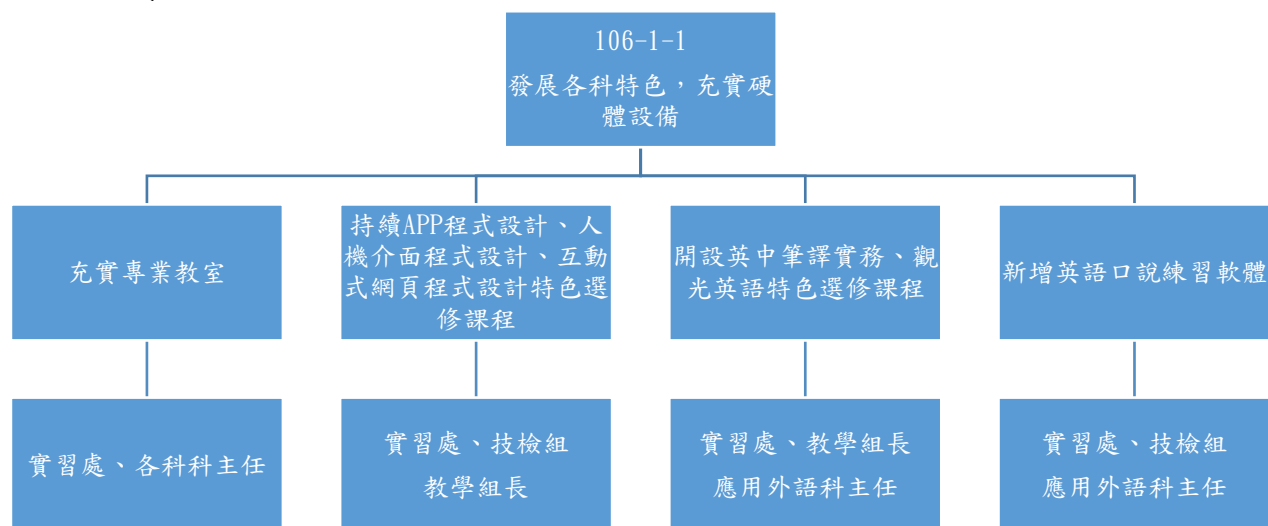 106-1-1
發展各科特色，充實硬
體設備
充實專業教室
持續APP程式設計、人
機介面程式設計、互動
式網頁程式設計特色選
修課程
開設英中筆譯實務、觀
光英語特色選修課程
新增英語口說練習軟體
實習處、各科科主任
實習處、技檢組
教學組長
實習處、教學組長
應用外語科主任
實習處、技檢組
應用外語科主任